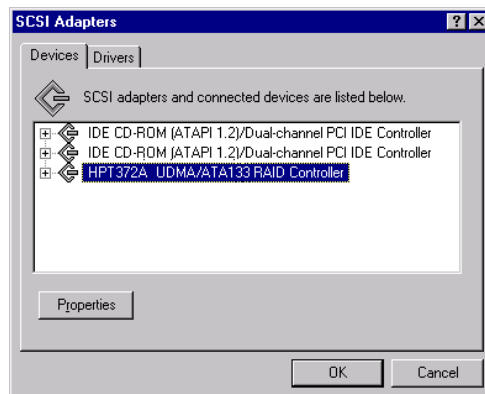 SCSI Adapters
Devices
Drivers
SCSI adapters and connected devices are listed below.
IDE CD-ROM (ATAPI 1.2)/Dual-channel PCI IDE Controller
IDE CD-ROM (ATAPI 1.2)/Dual-channel PCI IDE Controller
HPT372A UDMA/ATA133 RAID Controller
Properties
OK
Cancel